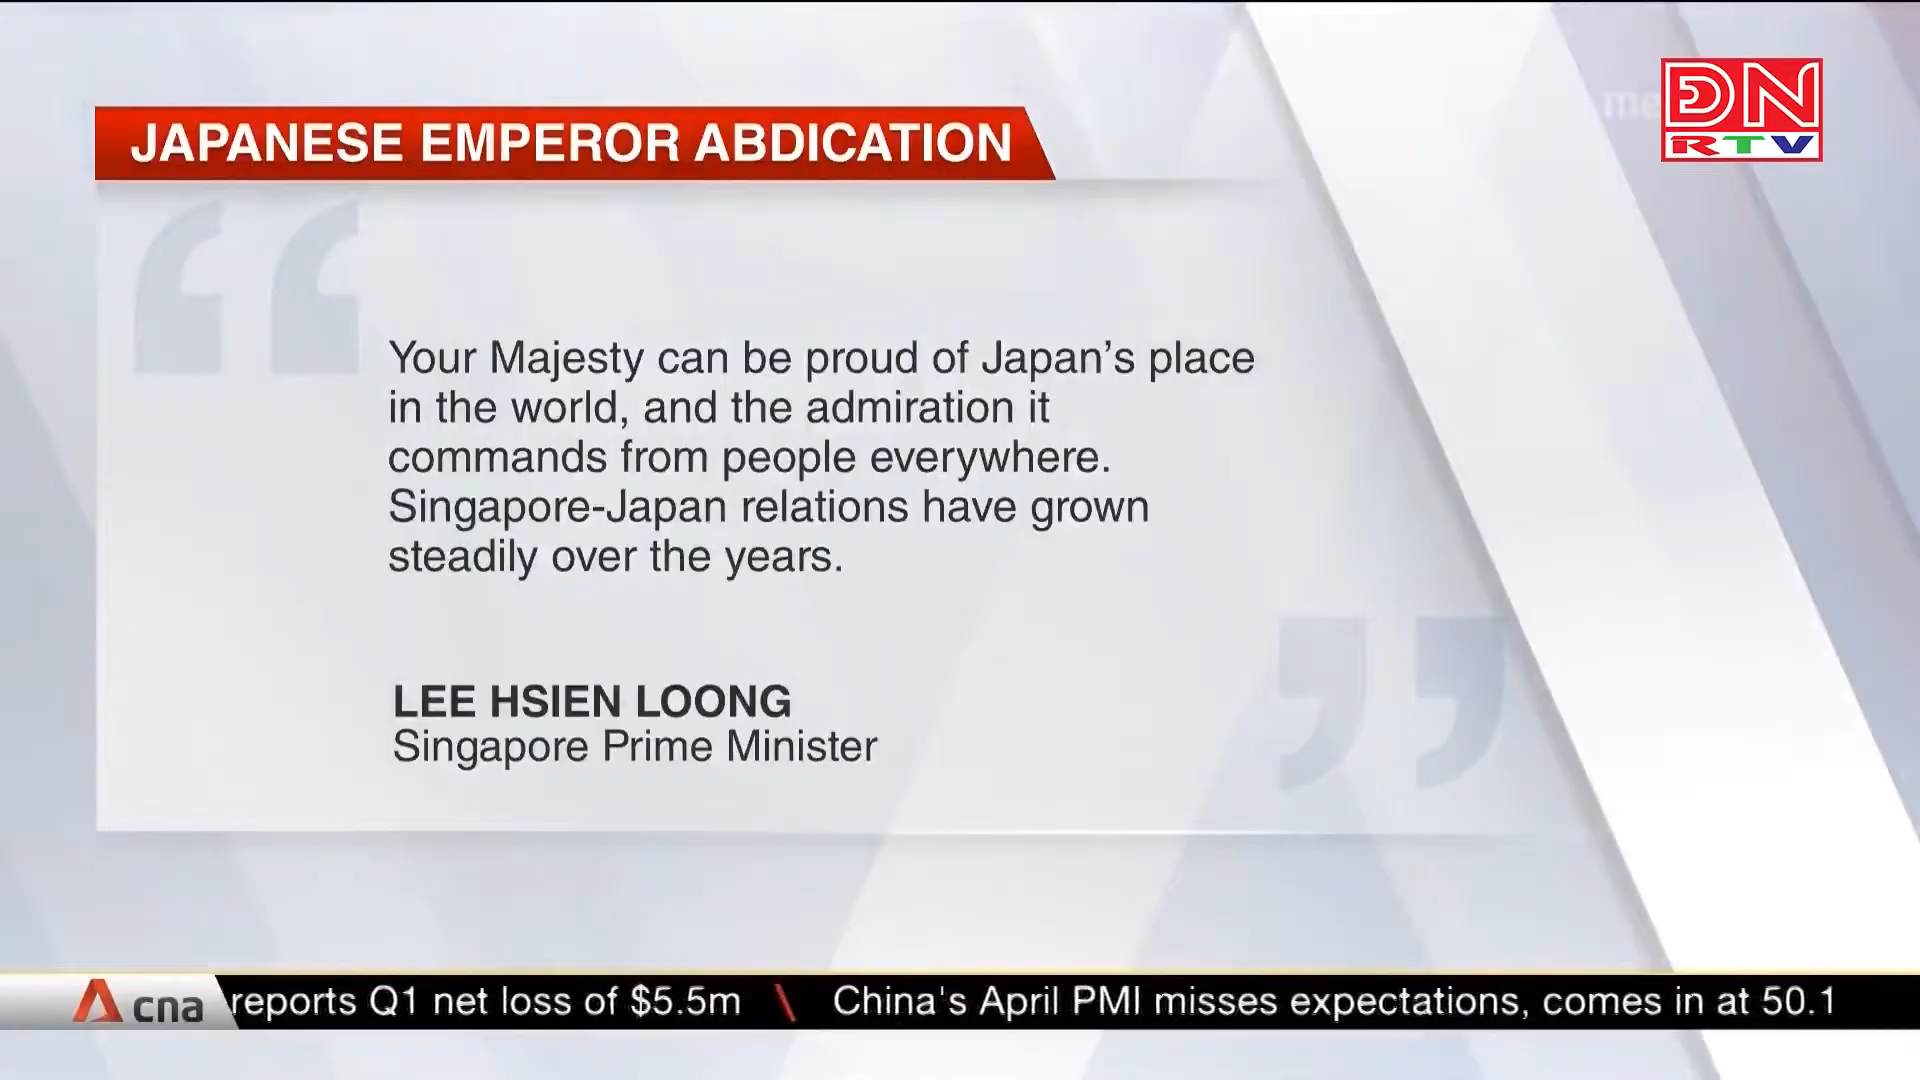 JAPANESE EMPEROR ABDICATION
me
DN
RTV
Your Majesty can be proud of Japan’s place
in the world, and the admiration it
commands from people everywhere.
Singapore-Japan relations have grown
steadily over the years.
LEE HSIEN LOONG
Singapore Prime Minister
cna
reports Q1 net loss of $5.5m \ China's April PMI misses expectations, comes in at 50.1